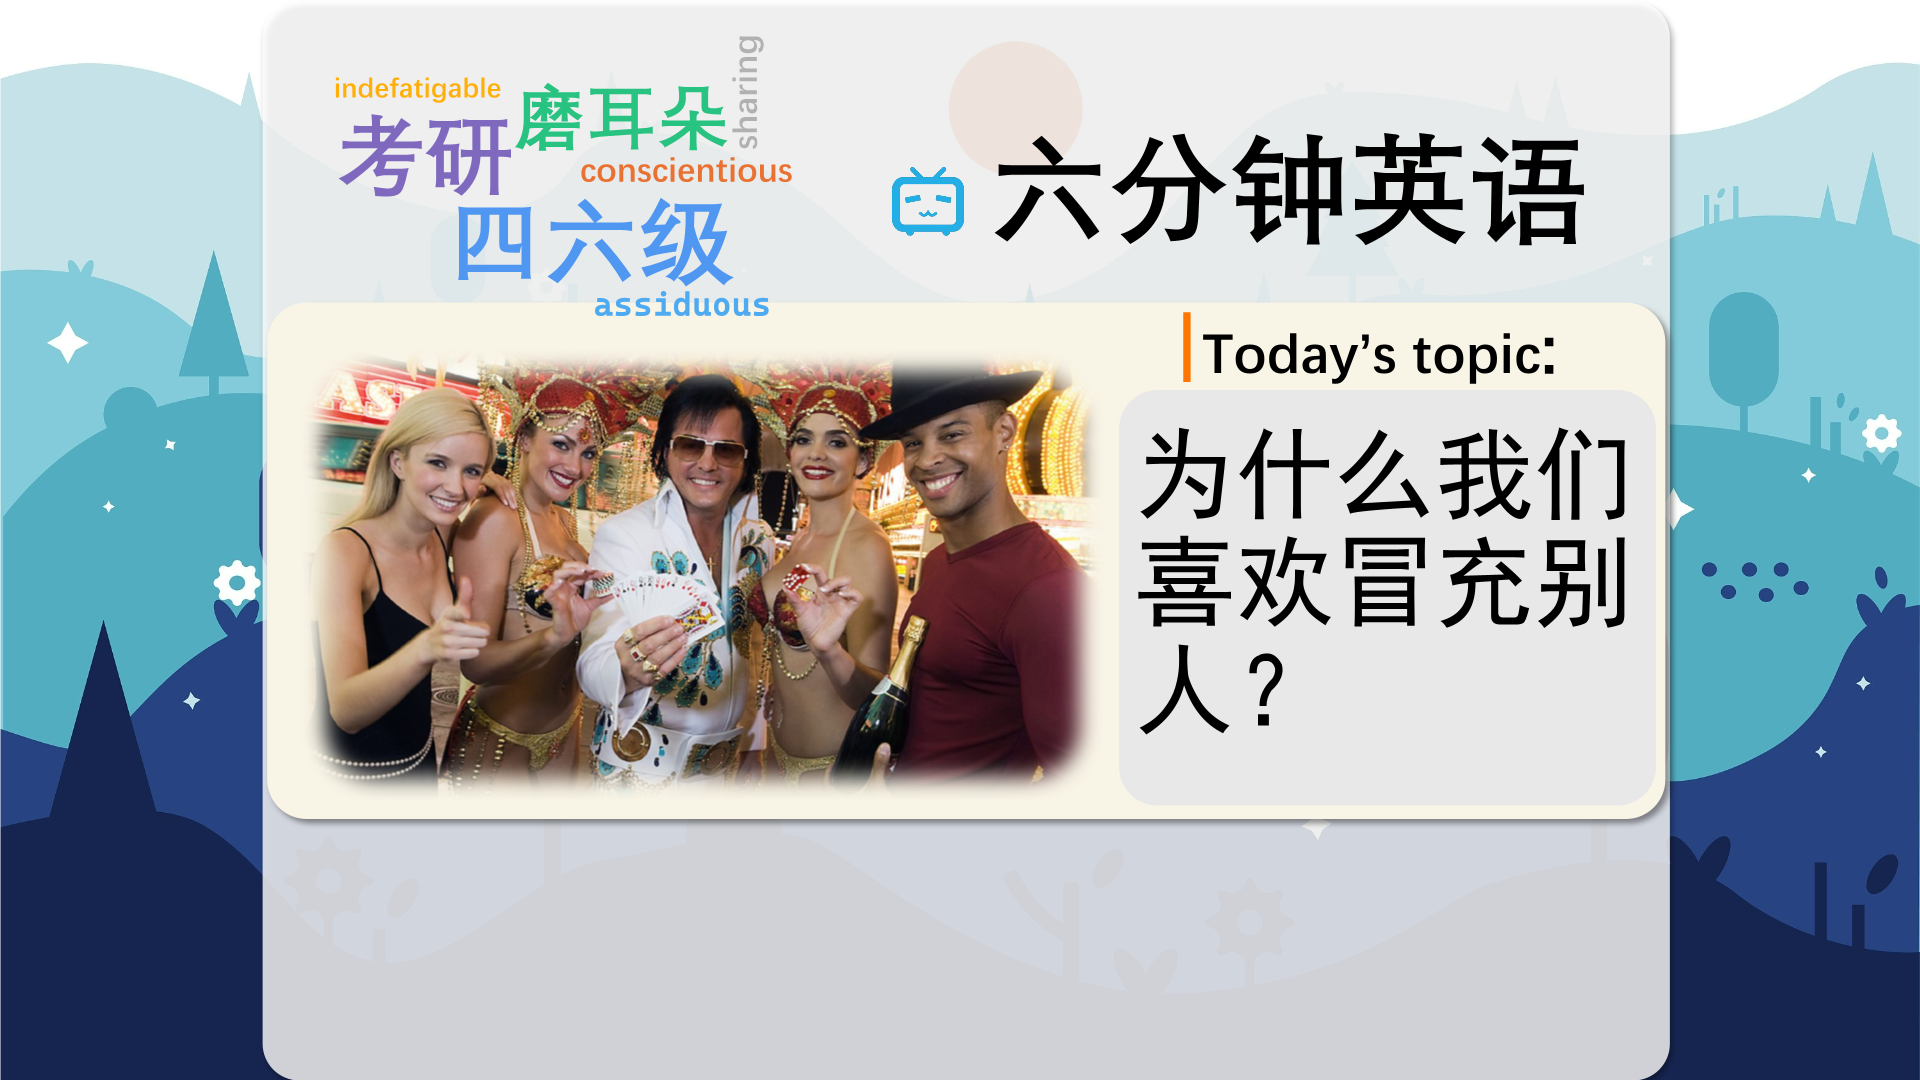 indefatigable
考研
磨耳朵
sharing
conscientious
四六级
assiduous
六分钟英语
Today’s topic:
为什么我们
喜欢冒充别
人？